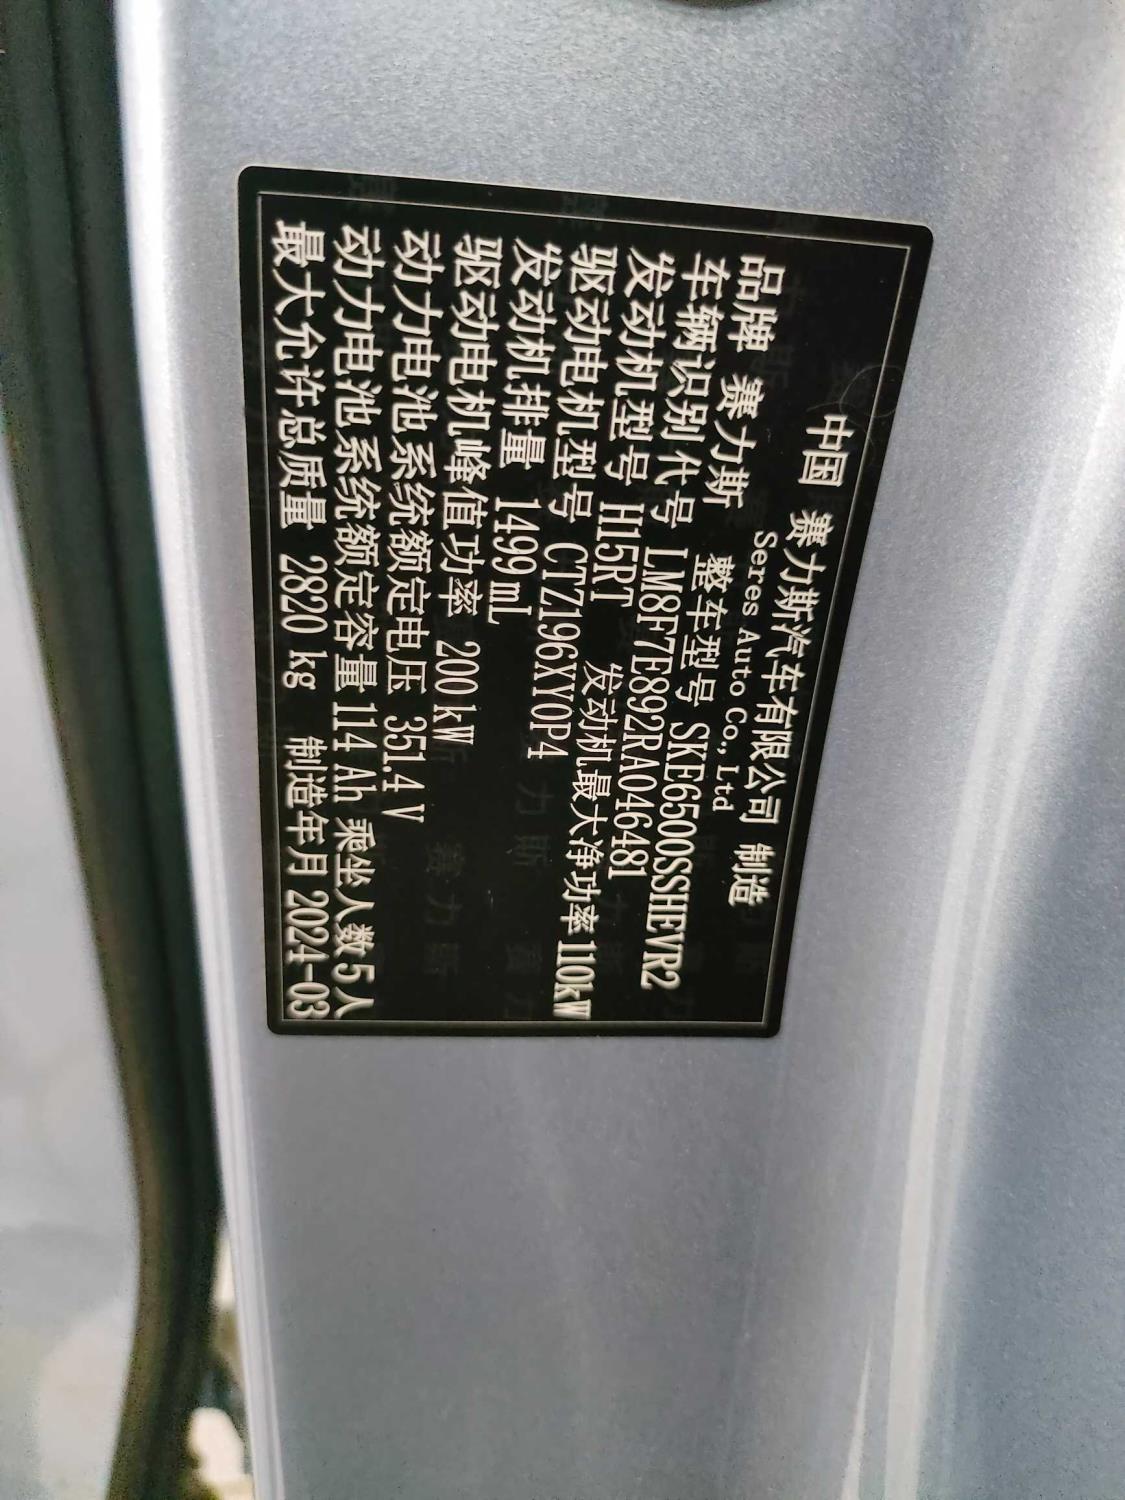 中国 赛力斯汽车有限公司 制造
Seres Auto Co., Ltd
品牌 赛力斯 整车型号 SKE6500SSHEVR2
车辆识别代号 LM8F7E892RA046481
发动机型号 H15RT 发动机最大净功率 110kW
驱动电机型号 CTZ196XY0P4
发动机排量 1499 mL
驱动电机峰值功率 200 kW
动力电池系统额定电压 351.4 V
动力电池系统额定容量 114 Ah 乘坐人数 5 人
最大允许总质量 2820 kg 制造年月 2024-03